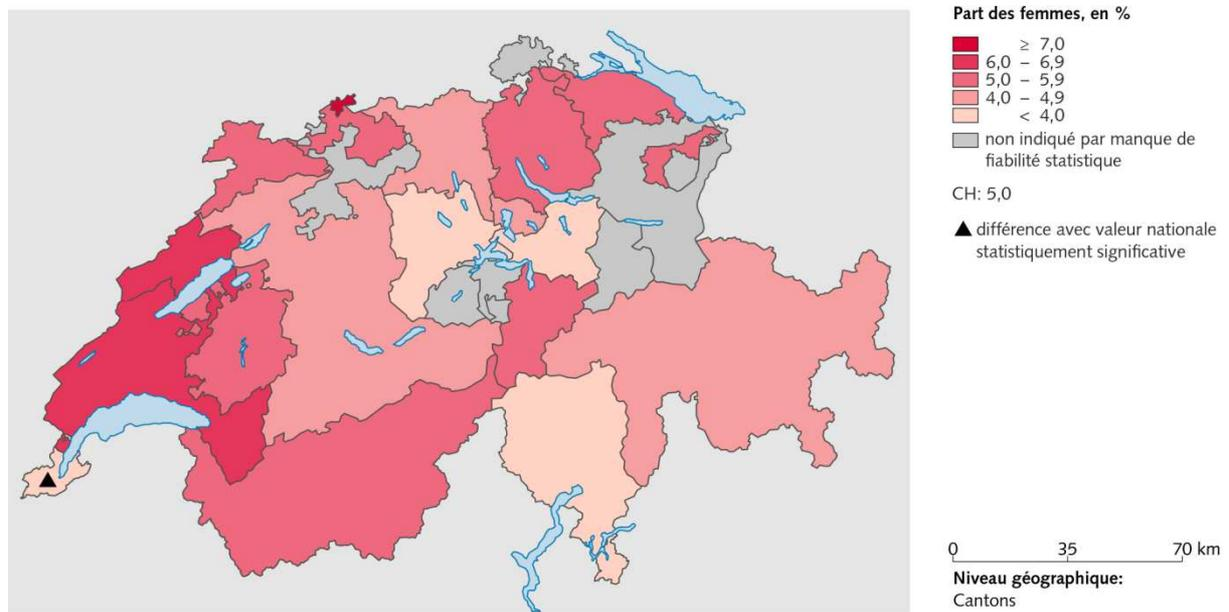 Part des femmes, en %
≥ 7,0
6,0 – 6,9
5,0 – 5,9
4,0 – 4,9
< 4,0
non indiqué par manque de
fiabilité statistique
CH: 5,0
▲ différence avec valeur nationale
statistiquement significative
0 35 70 km
Niveau géographique:
Cantons